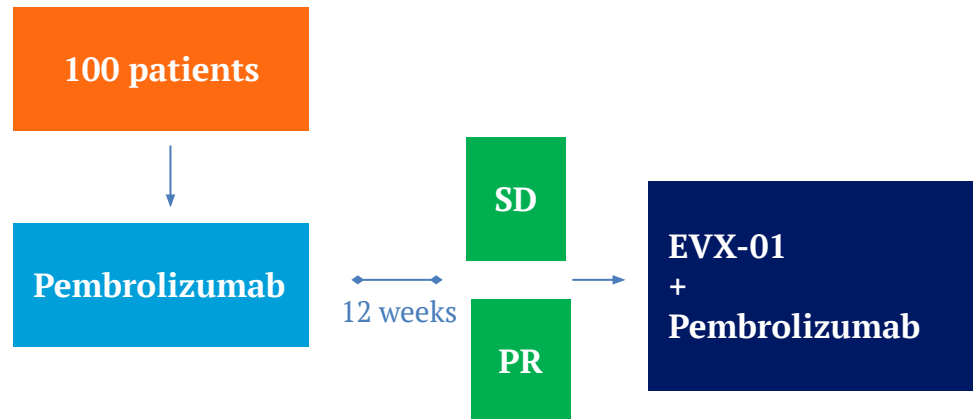 100 patients
Pembrolizumab
12 weeks
SD
PR
EVX-01
+
Pembrolizumab